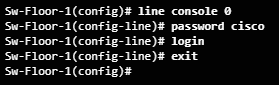 Sw-Floor-1(config)# line console 0
Sw-Floor-1(config-line)# password cisco
Sw-Floor-1(config-line)# login
Sw-Floor-1(config-line)# exit
Sw-Floor-1(config)#